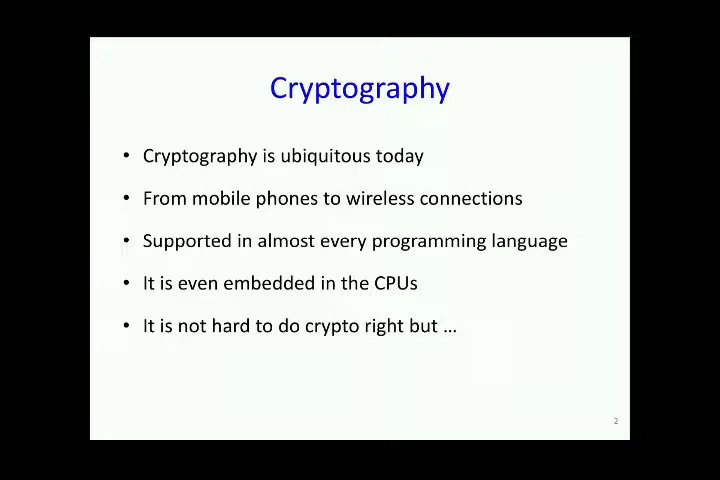 Cryptography
• Cryptography is ubiquitous today
• From mobile phones to wireless connections
• Supported in almost every programming language
• It is even embedded in the CPUs
• It is not hard to do crypto right but …
2